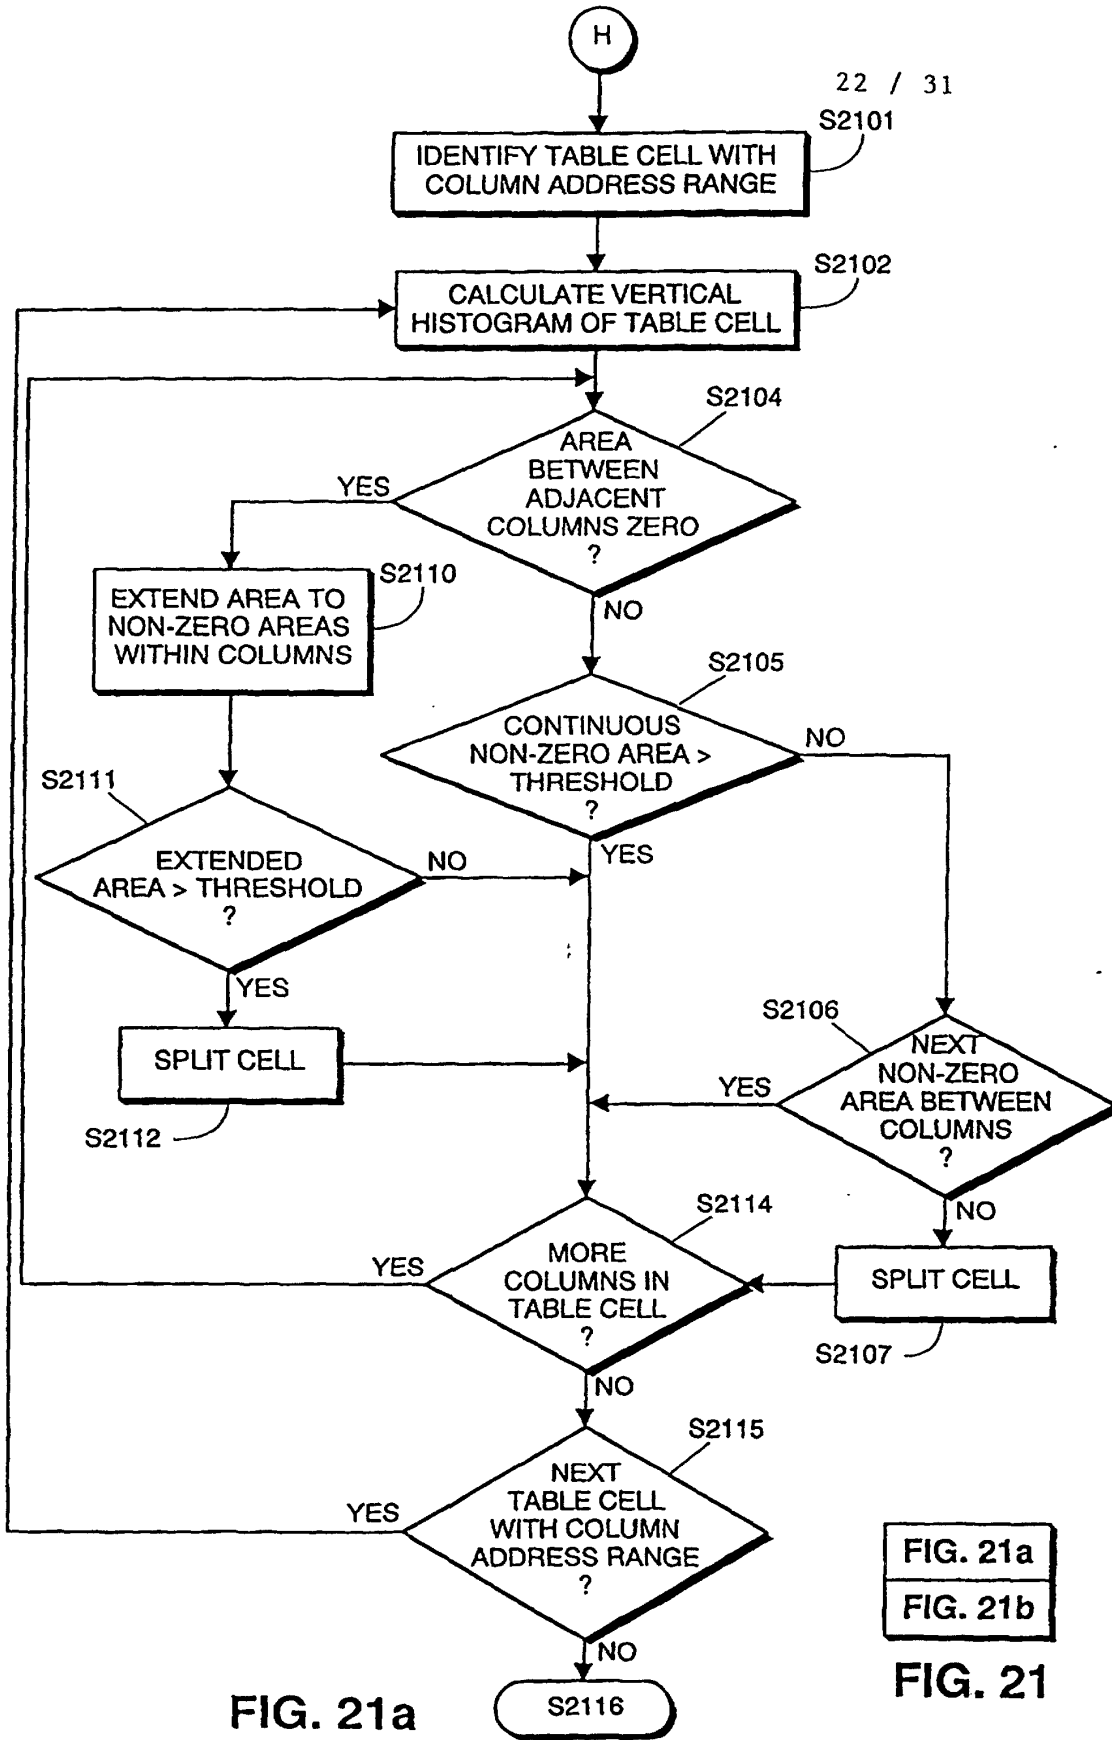 H
22 / 31
S2101
IDENTIFY TABLE CELL WITH
COLUMN ADDRESS RANGE
S2102
CALCULATE VERTICAL
HISTOGRAM OF TABLE CELL
S2104
AREA
BETWEEN
ADJACENT
COLUMNS ZERO
?
YES
NO
S2110
EXTEND AREA TO
NON-ZERO AREAS
WITHIN COLUMNS
S2105
CONTINUOUS
NON-ZERO AREA >
THRESHOLD
?
NO
YES
S2111
EXTENDED
AREA > THRESHOLD
?
NO
YES
SPLIT CELL
S2112
S2106
NEXT
NON-ZERO
AREA BETWEEN
COLUMNS
?
YES
NO
SPLIT CELL
S2107
S2114
MORE
COLUMNS IN
TABLE CELL
?
YES
NO
S2115
NEXT
TABLE CELL
WITH COLUMN
ADDRESS RANGE
?
YES
NO
S2116
FIG. 21a
FIG. 21a
FIG. 21b
FIG. 21